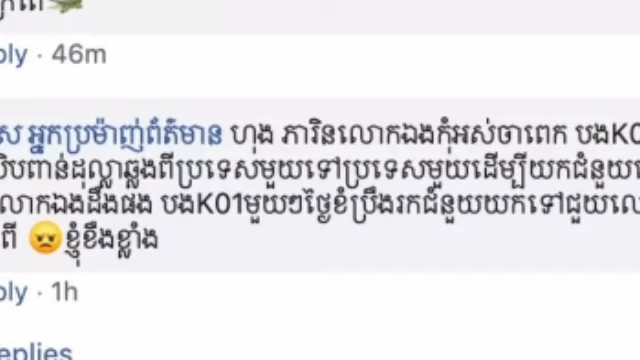 ply · 46m
ស អ្នកប្រម៉ាញ់ព័ត៌មាន ហុង ភារិនលោកឯងកុំអស់ចាពេក បងK01
បពាន់ដុល្លាឆ្លងពីប្រទេសមួយទៅប្រទេសមួយដើម្បីយកជំនួយ
លោកឯងដឹងផង បងK01មួយៗថ្ងៃខំប្រឹងរកជំនួយយកទៅជួយលោ
ពី 😠ខ្ញុំខឹងខ្លាំង
ply · 1h
eplies